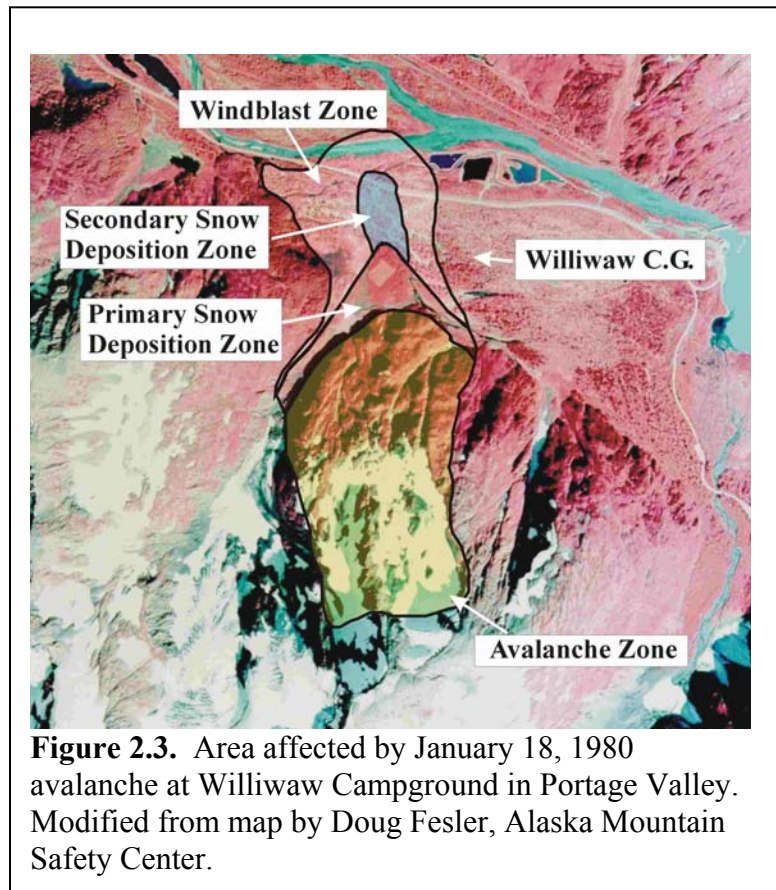 Windblast Zone
Secondary Snow
Deposition Zone
Williwaw C.G.
Primary Snow
Deposition Zone
Avalanche Zone
Figure 2.3. Area affected by January 18, 1980
avalanche at Williwaw Campground in Portage Valley.
Modified from map by Doug Fesler, Alaska Mountain
Safety Center.